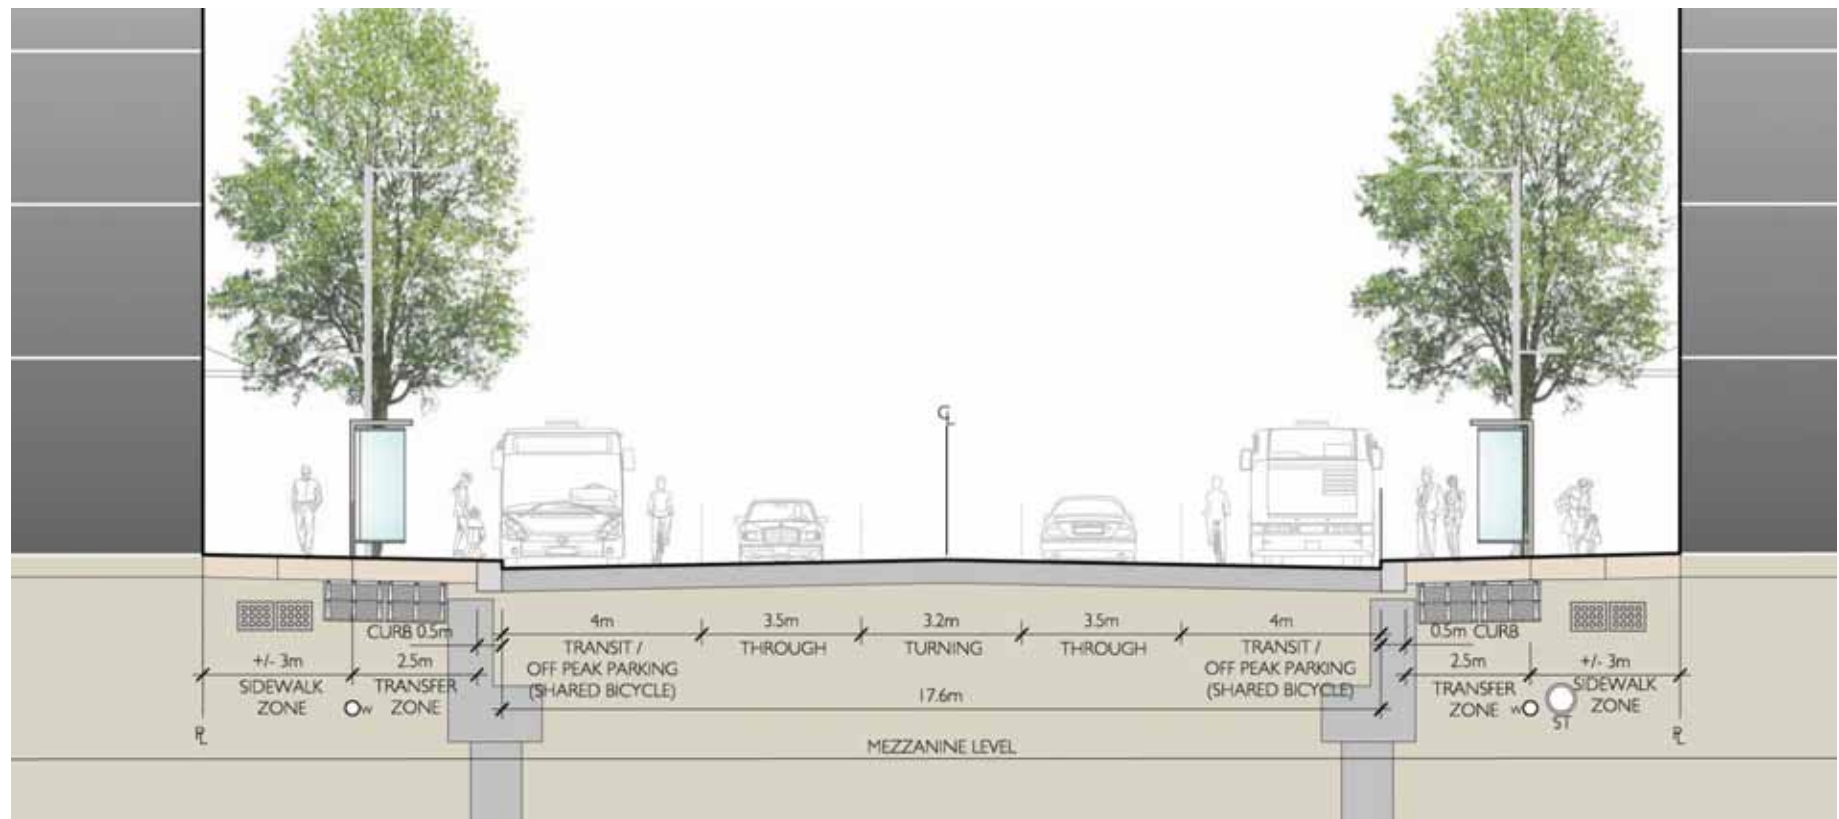 CL
4m
3.5m
3.2m
3.5m
4m
CURB 0.5m
0.5m CURB
TRANSIT /
OFF PEAK PARKING
(SHARED BICYCLE)
THROUGH
TURNING
THROUGH
TRANSIT /
OFF PEAK PARKING
(SHARED BICYCLE)
+/- 3m
SIDEWALK
ZONE
2.5m
TRANSFER
ZONE
W
17.6m
2.5m
TRANSFER
ZONE
W
ST
+/- 3m
SIDEWALK
ZONE
PL
PL
MEZZANINE LEVEL